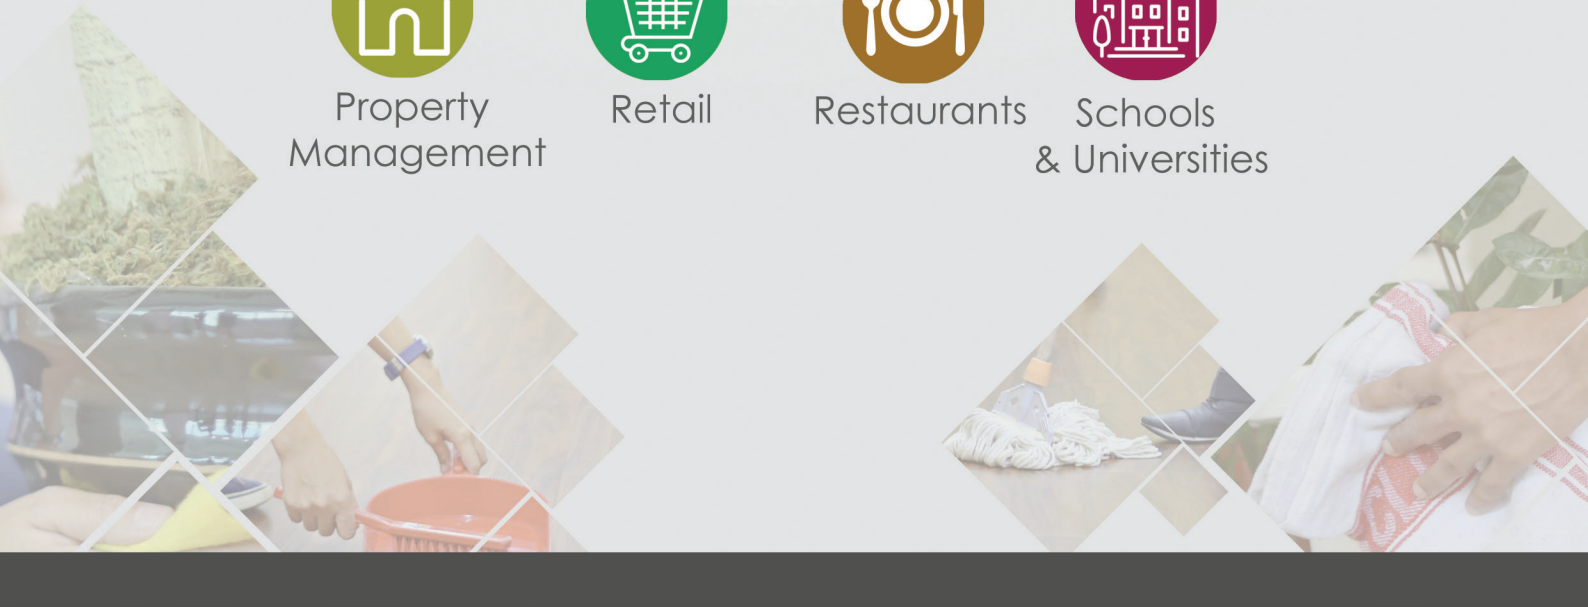 Property
Management
Retail
Restaurants
Schools
& Universities